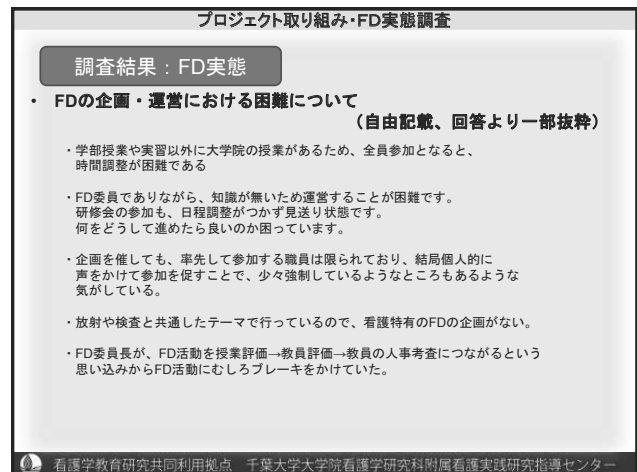 プロジェクト取り組み・FD実態調査
調査結果：FD実態
・ FDの企画・運営における困難について
（自由記載、回答より一部抜粋）
・学部授業や実習以外に大学院の授業があるため、全員参加となると、
時間調整が困難である
・FD委員でありながら、知識が無いため運営することが困難です。
研修会の参加も、日程調整がつかず見送り状態です。
何をどうして進めたら良いのか困っています。
・企画を催しても、率先して参加する職員は限られており、結局個人的に
声をかけて参加を促すことで、少々強制しているようなところもあるような
気がしている。
・放射や検査と共通したテーマで行っているので、看護特有のFDの企画がない。
・FD委員長が、FD活動を授業評価→教員評価→教員の人事考査につながるという
思い込みからFD活動にむしろブレーキをかけていた。
看護学教育研究共同利用拠点 千葉大学大学院看護学研究科附属看護実践研究指導センター